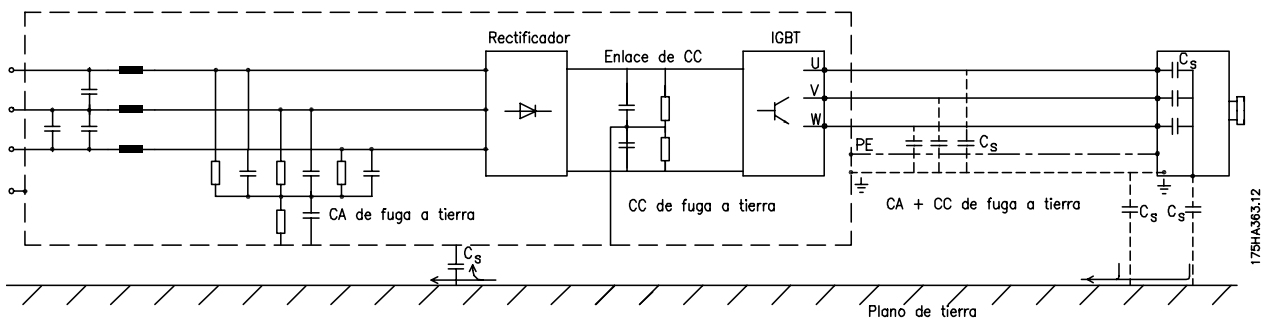 Rectificador
Enlace de CC
IGBT
U
V
W
PE
Cs
Cs
CA de fuga a tierra
CC de fuga a tierra
CA + CC de fuga a tierra
Cs
Cs
Cs
Plano de tierra
175HA363.12